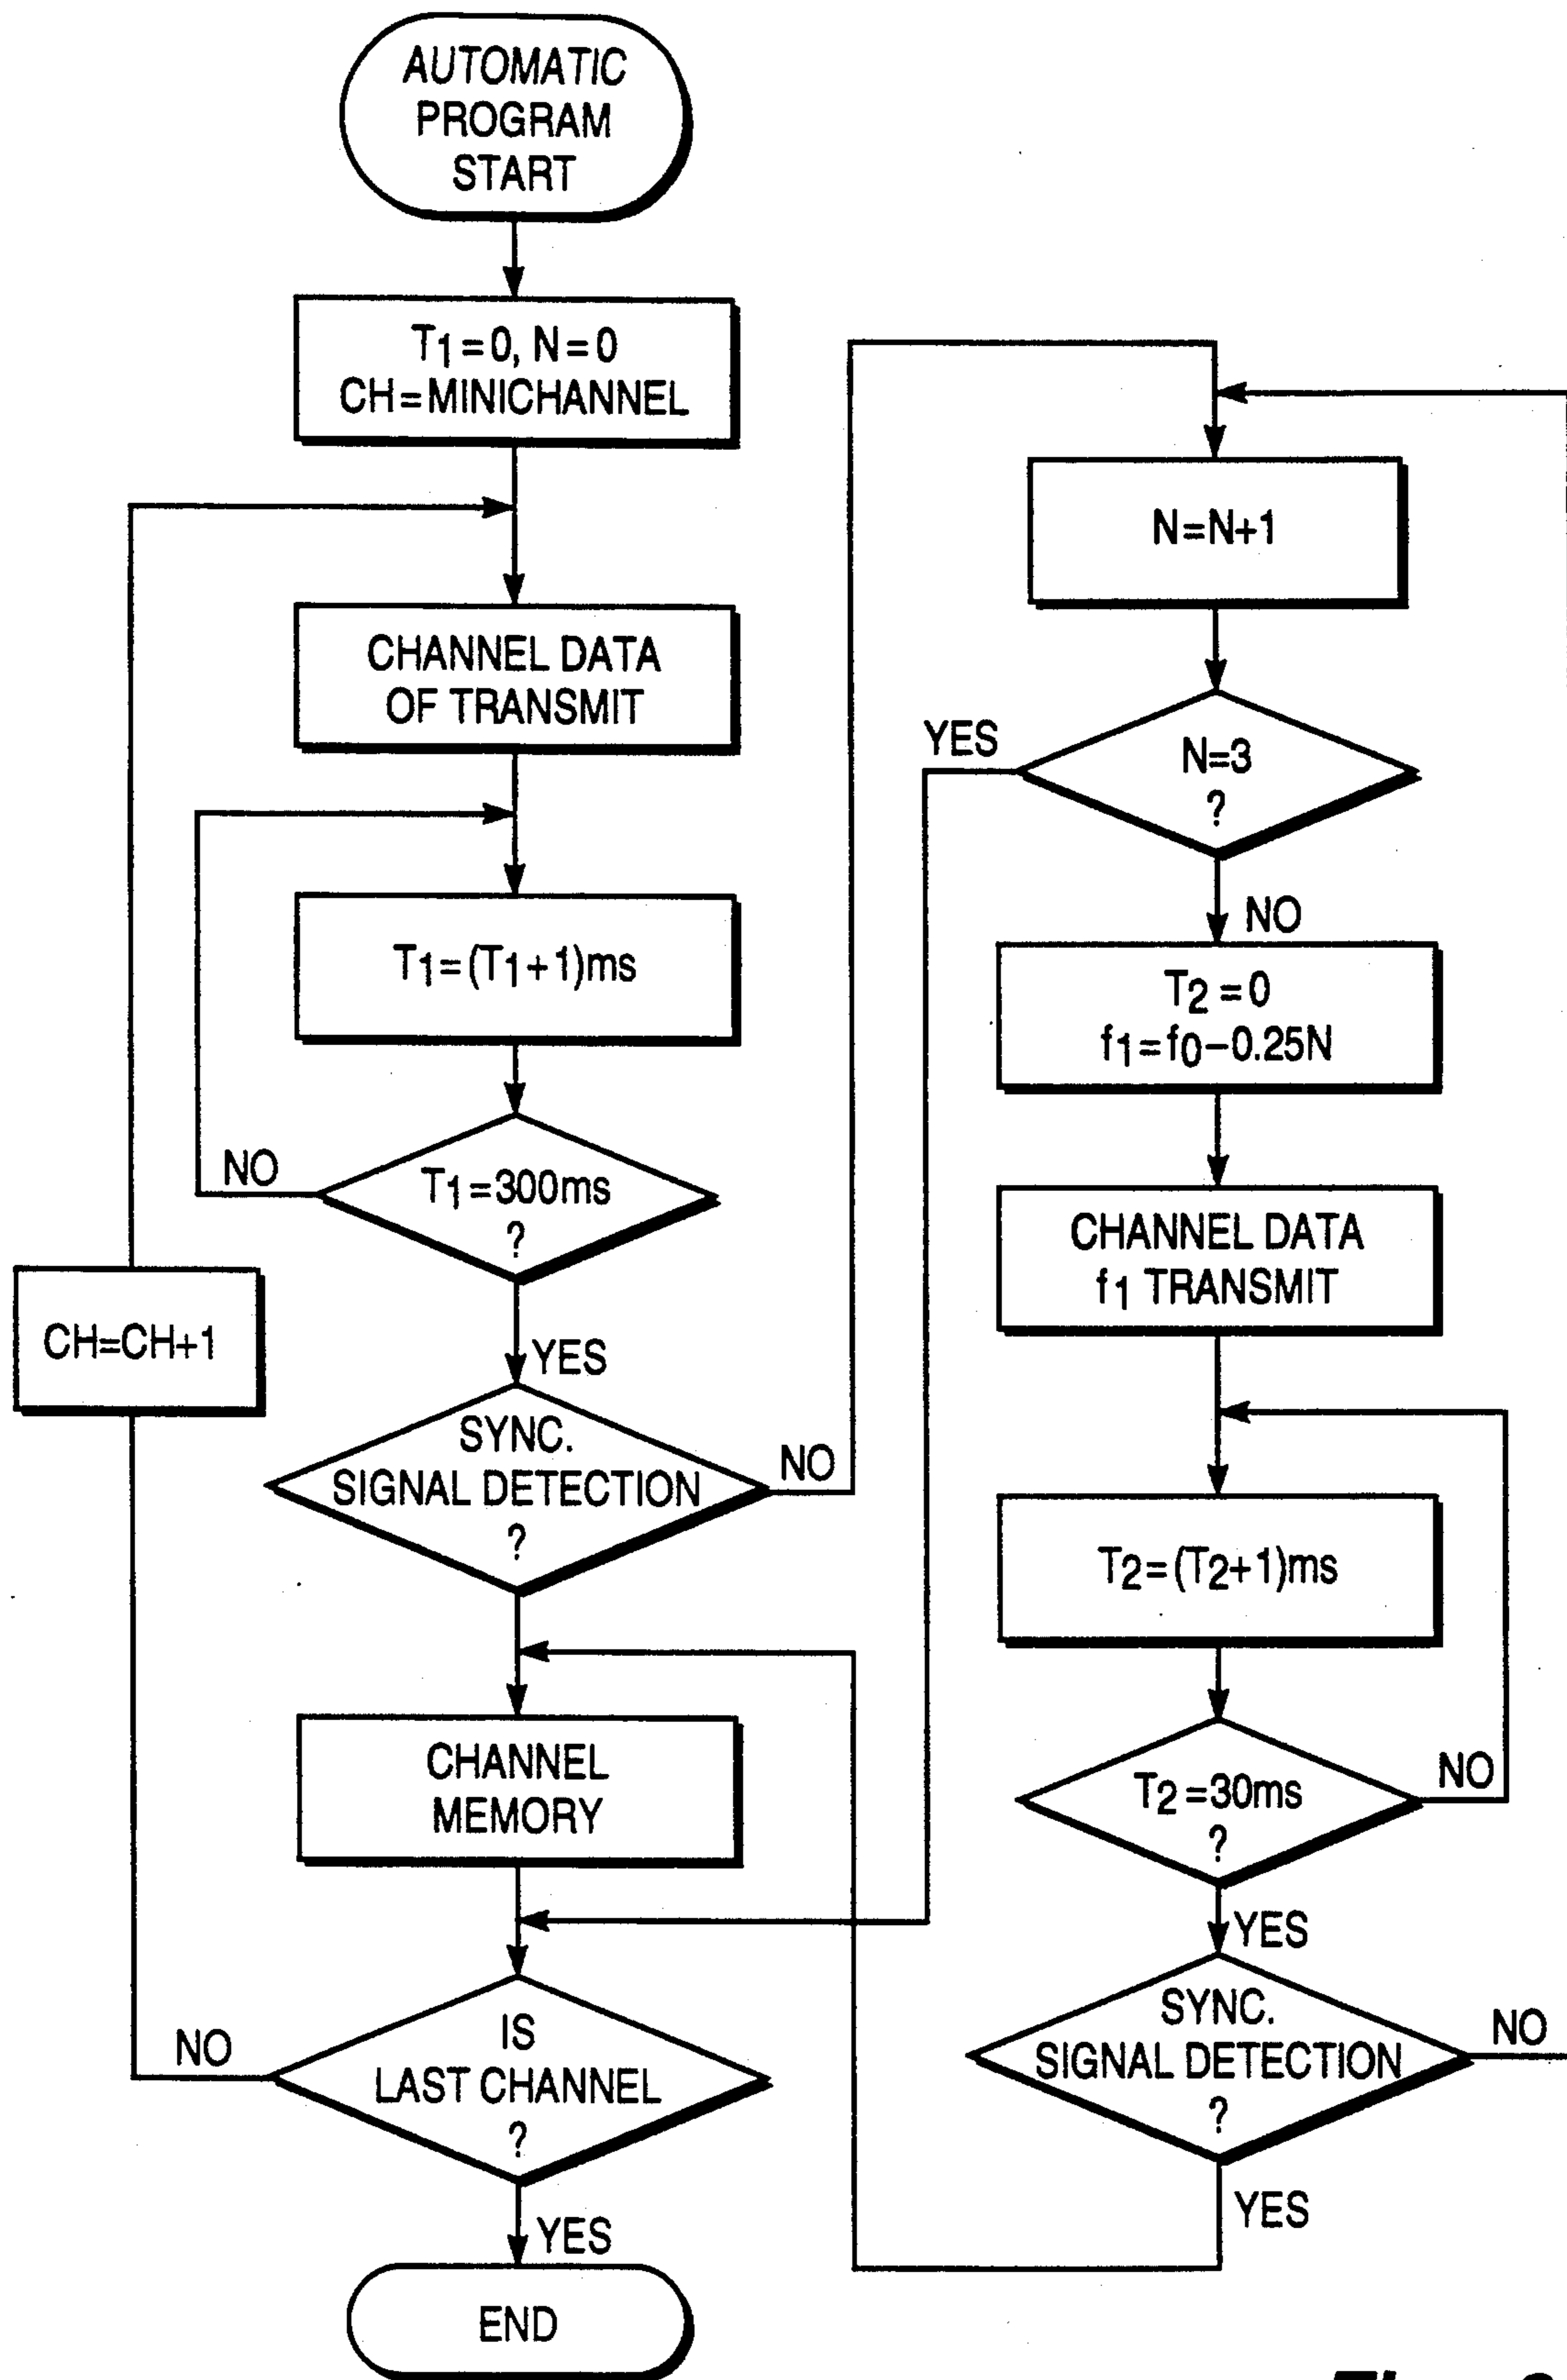 AUTOMATIC
PROGRAM
START
T1=0, N=0
CH=MINICHANNEL
CHANNEL DATA
OF TRANSMIT
T1=(T1+1)ms
NO
T1=300ms
?
CH=CH+1
YES
SYNC.
SIGNAL DETECTION
?
NO
CHANNEL
MEMORY
IS
LAST CHANNEL
?
NO
YES
END
N=N+1
YES
N=3
?
NO
T2=0
f1=f0-0.25N
CHANNEL DATA
f1 TRANSMIT
T2=(T2+1)ms
T2=30ms
?
NO
YES
SYNC.
SIGNAL DETECTION
?
NO
YES